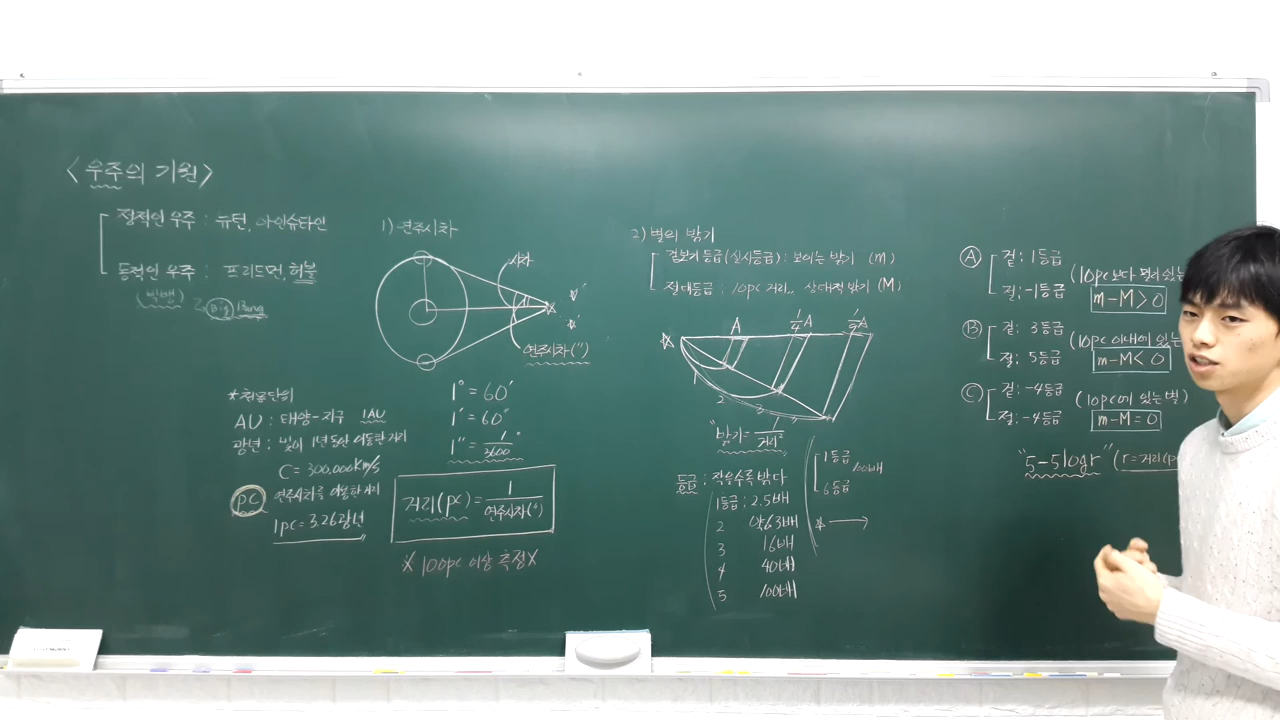 <우주의 기원>
정적인 우주 : 뉴턴, 아인슈타인
동적인 우주 : 프리드먼, 허블
(빅뱅)
Big Bang
1) 연주시차
시차
연주시차(")
*천문단위
AU : 태양-지구 1AU
광년 : 빛이 1년 동안 이동한 거리
C = 300,000km/s
pc 연주시차를 이용한 거리
1pc = 3.26광년
1° = 60'
1' = 60"
1" = 1/3600°
거리(pc) = 1/연주시차(")
※ 100pc 이상 측정 X
2) 별의 밝기
겉보기등급(실시등급) : 보이는 밝기 (m)
절대등급 : 10pc 거리.. 상대적 밝기 (M)
A 1/4A 1/9A
1
2
3
"밝기 = 1/거리²
등급 : 작을수록 밝다
1등급 : 2.5배
2 약 6.3배
3 16배
4 40배
5 100배
1등급
100배
6등급
A 겉 : 1등급
절 : -1등급
(10pc보다 멀리있는
m-M > 0
B 겉 : 3등급
절 : 5등급
(10pc 이내에 있는
m-M < 0
C 겉 : -4등급
절 : -4등급
(10pc에 있는 별)
m-M = 0
"5-5logr" (r=거리(p